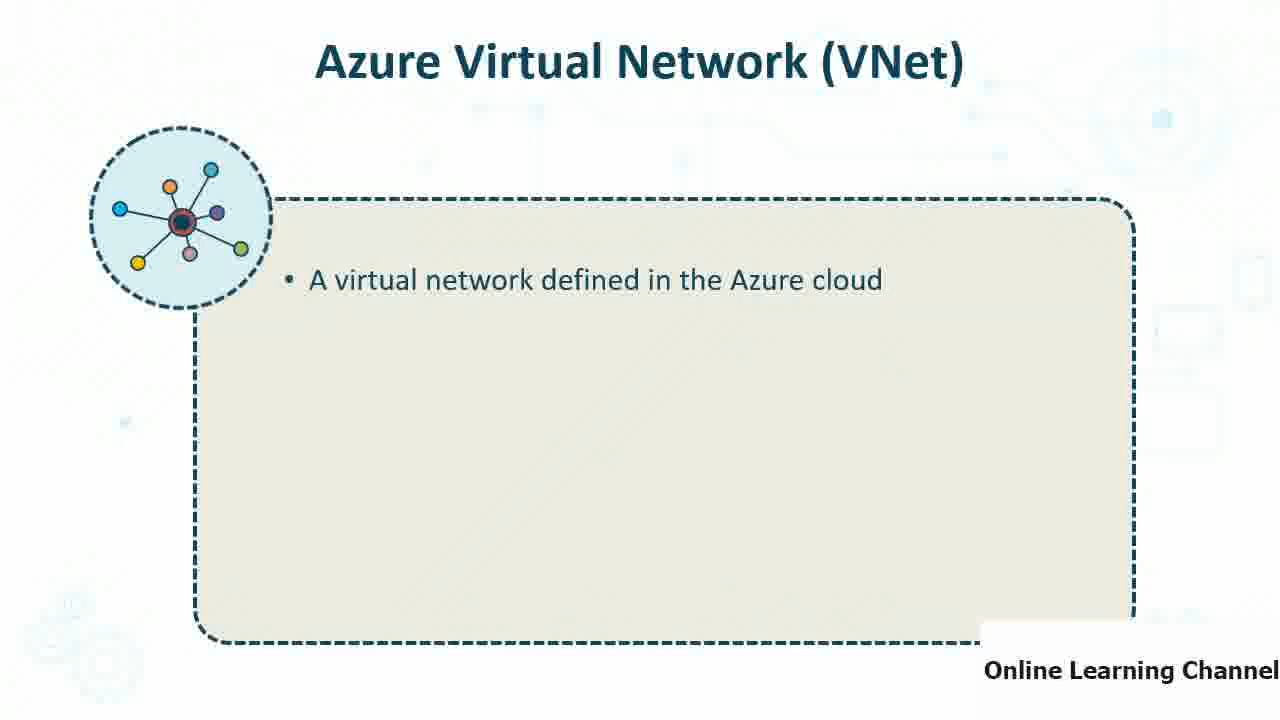 Azure Virtual Network (VNet)
• A virtual network defined in the Azure cloud
Online Learning Channel